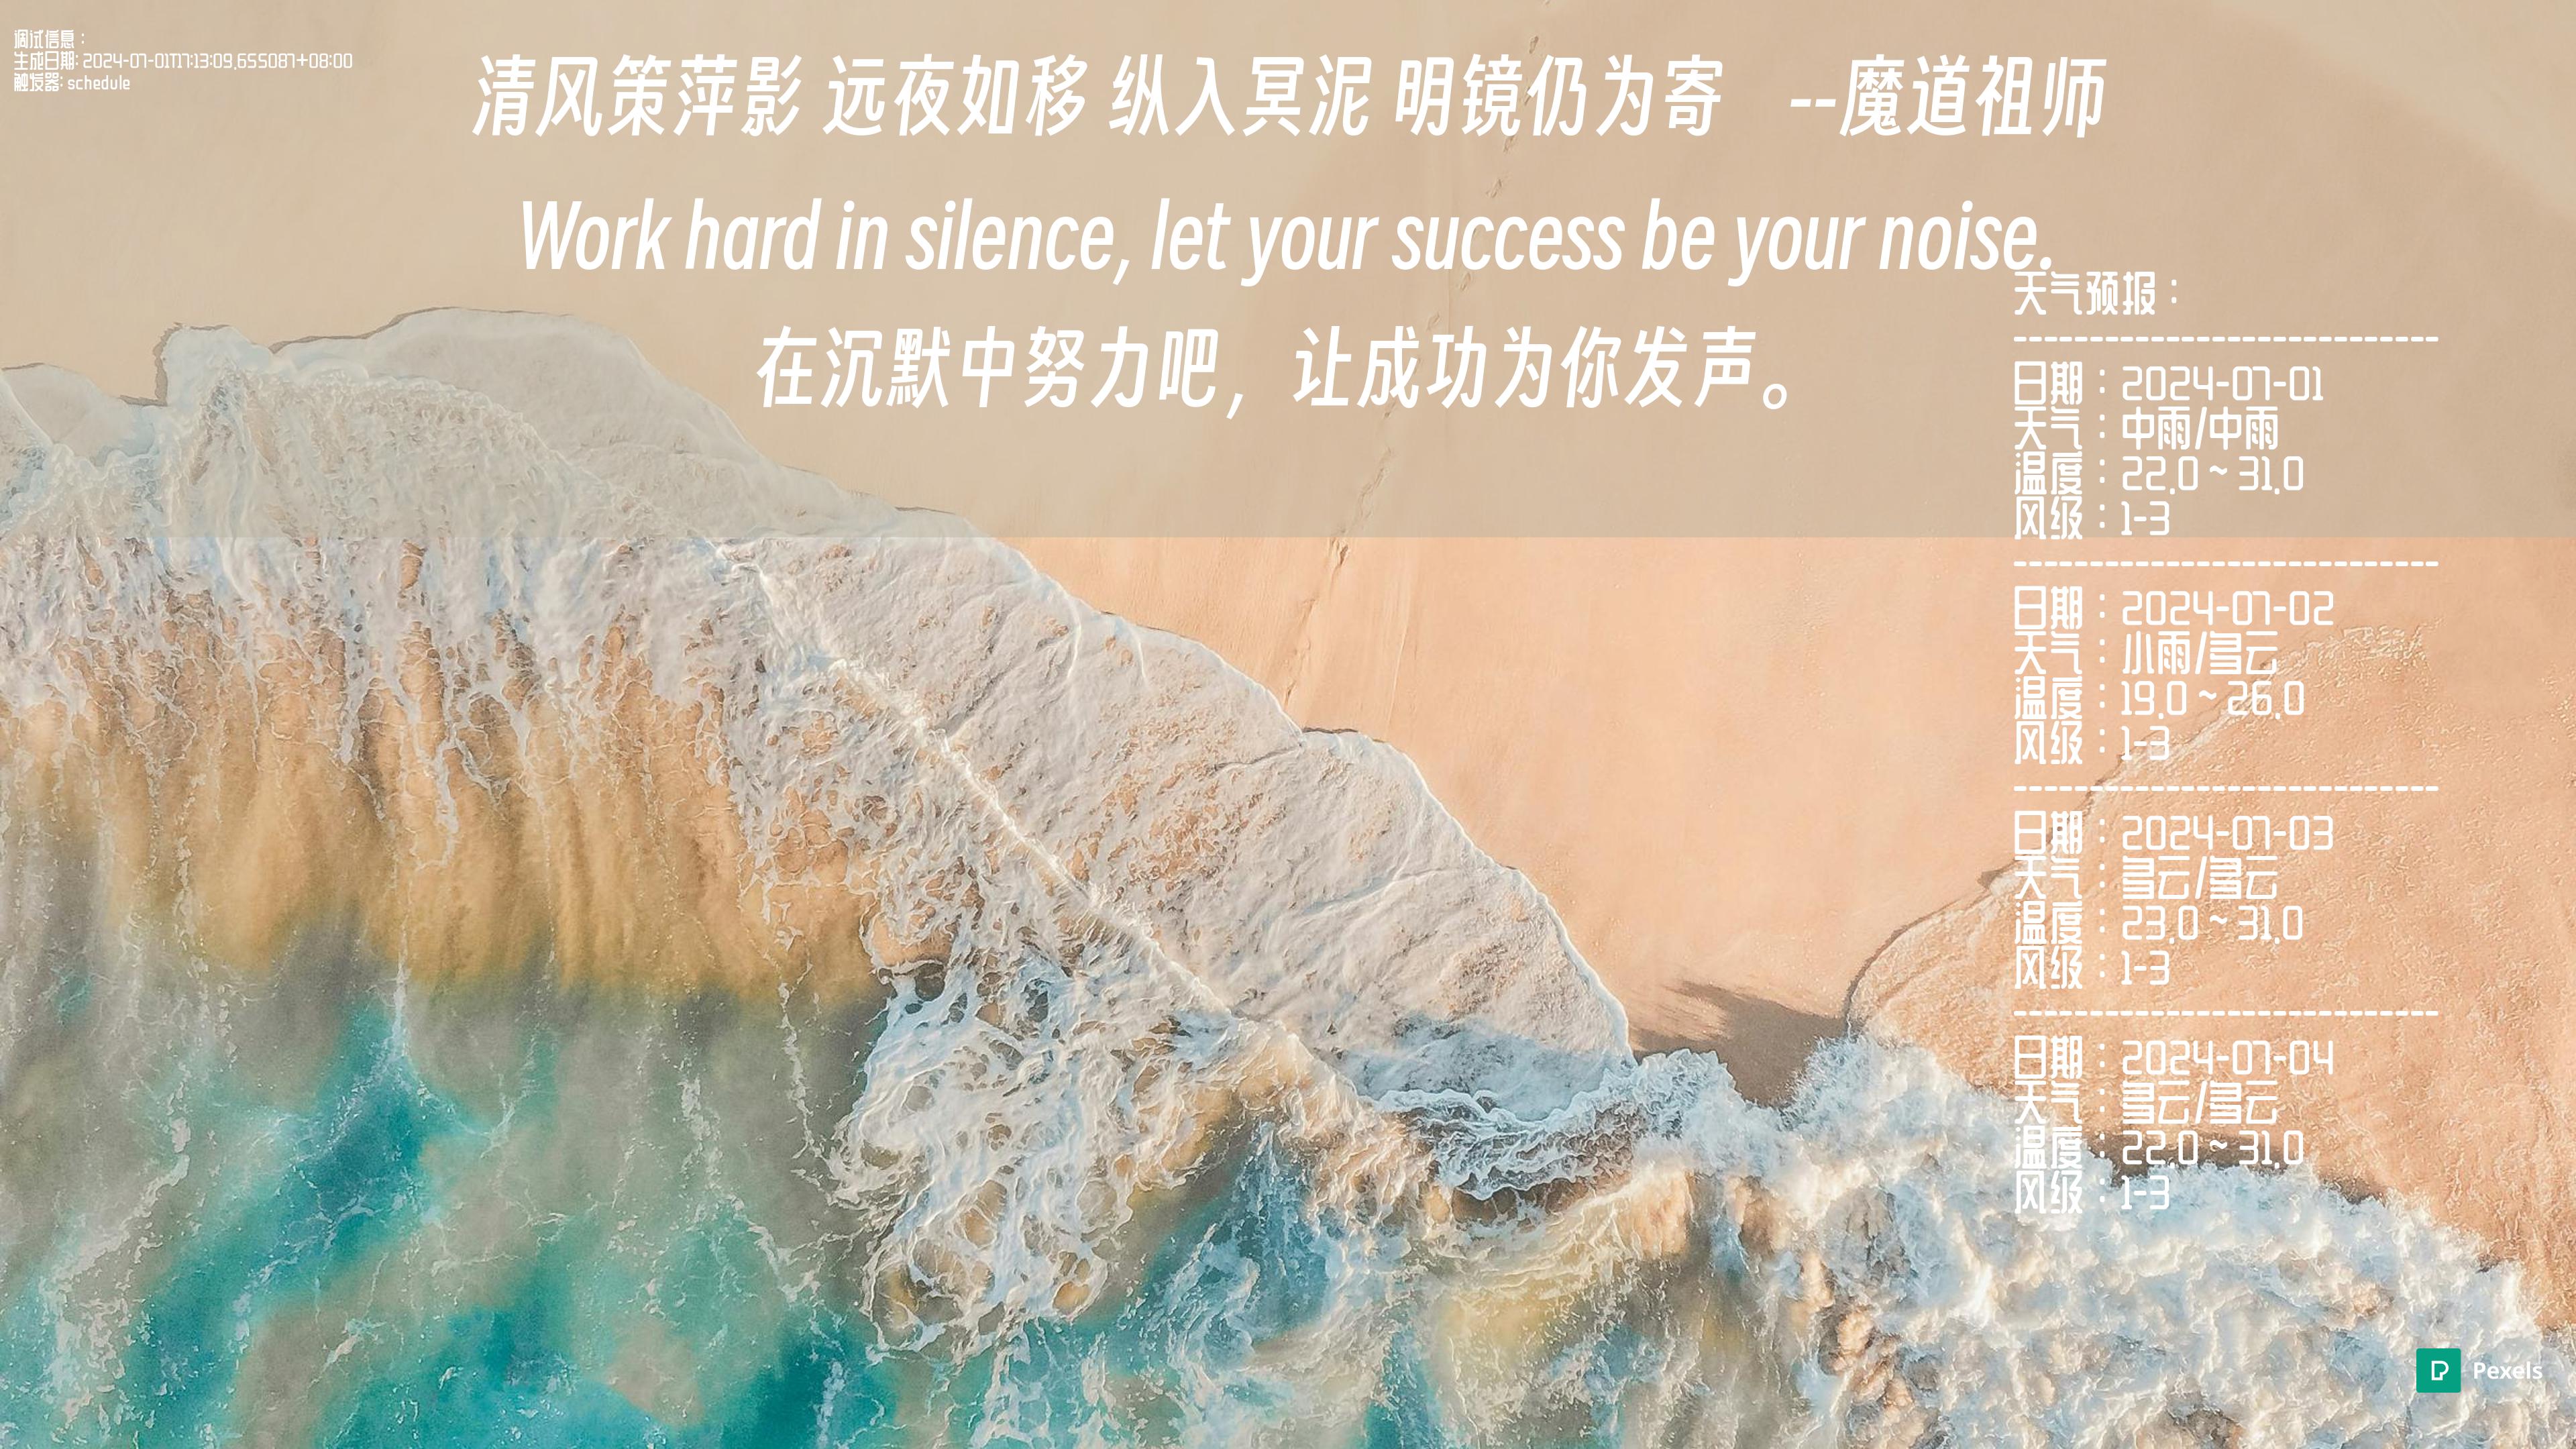 调试信息：
生成日期: 2024-07-01T17:13:09.655087+08:00
触发器: schedule
清风策萍影 远夜如移 纵入冥泥 明镜仍为寄　--魔道祖师
Work hard in silence, let your success be your noise.
在沉默中努力吧，让成功为你发声。
天气预报：
----------------------------
日期：2024-07-01
天气：中雨/中雨
温度：22.0 ~ 31.0
风级：1-3
----------------------------
日期：2024-07-02
天气：小雨/多云
温度：19.0 ~ 26.0
风级：1-3
----------------------------
日期：2024-07-03
天气：多云/多云
温度：23.0 ~ 31.0
风级：1-3
----------------------------
日期：2024-07-04
天气：多云/多云
温度：22.0 ~ 31.0
风级：1-3
Pexels